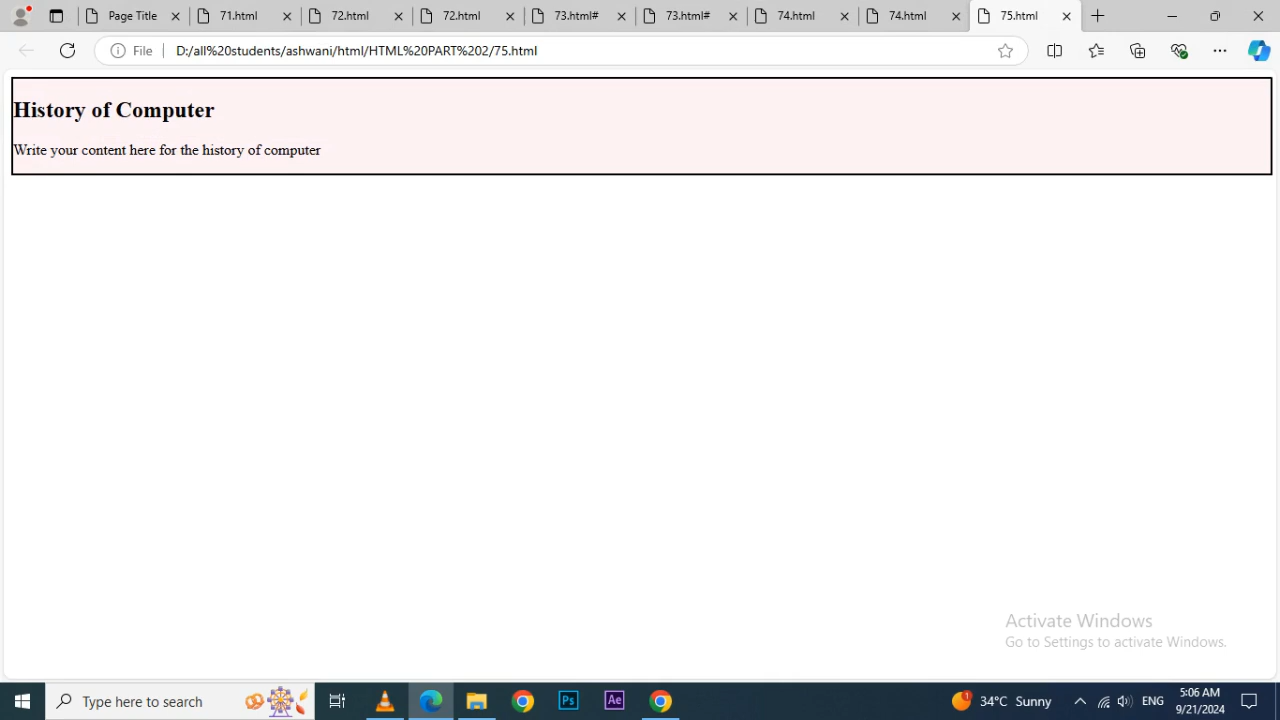 Page Title 71.html 72.html 72.html 73.html# 73.html# 74.html 74.html 75.html
File D:/all%20students/ashwani/html/HTML%20PART%202/75.html
History of Computer
Write your content here for the history of computer
Activate Windows
Go to Settings to activate Windows.
Type here to search Ps Ae 1 34°C Sunny ENG 5:06 AM
9/21/2024